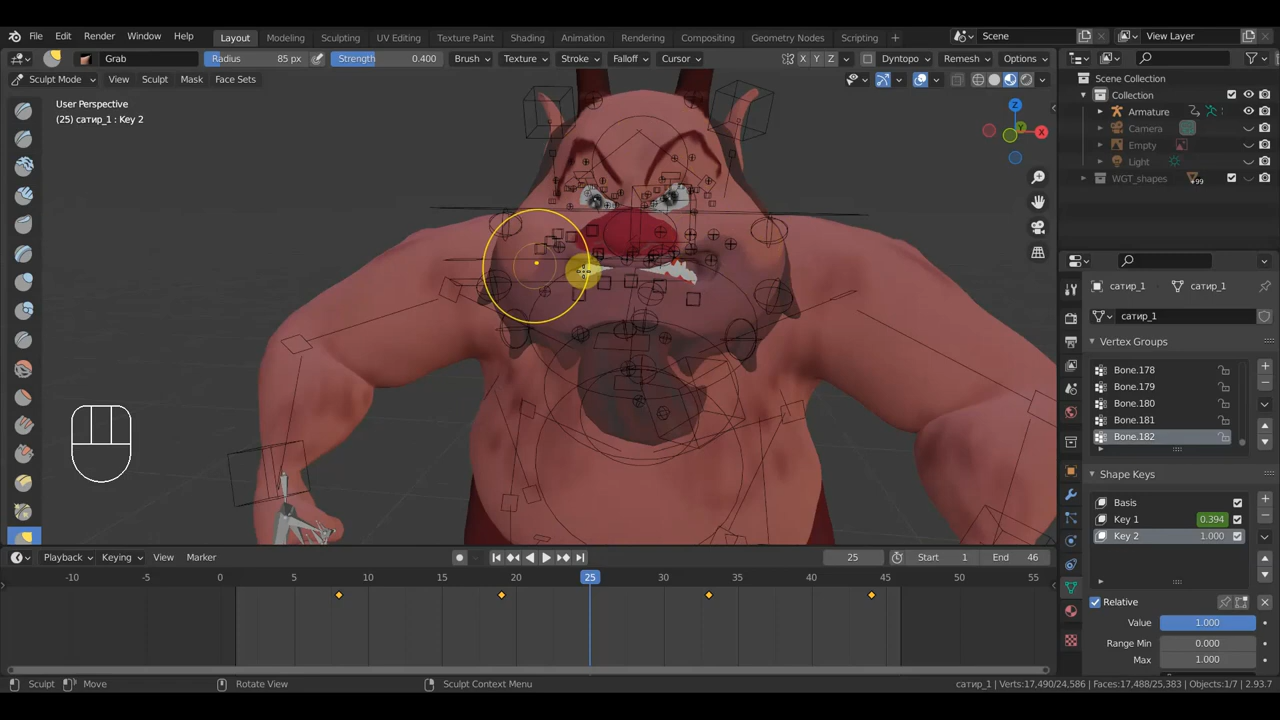 File Edit Render Window Help Layout Modeling Sculpting UV Editing Texture Paint Shading Animation Rendering Compositing Geometry Nodes Scripting + Scene View Layer
Grab Radius 85 px Strength 0.400 Brush Texture Stroke Falloff Cursor X Y Z Dyntopo Remesh Options
Sculpt Mode View Sculpt Mask Face Sets
User Perspective
(25) сатир_1 : Key 2
Z
X
Y
Scene Collection
Collection
Armature
Camera
Empty
Light
WGT_shapes 99
сатир_1 сатир_1
сатир_1
Vertex Groups
Bone.178
Bone.179
Bone.180
Bone.181
Bone.182
Shape Keys
Basis
Key 1 0.394
Key 2 1.000
Relative
Value 1.000
Range Min 0.000
Max 1.000
Playback Keying View Marker 25 Start 1 End 46
-10 -5 5 10 15 20 25 30 35 40 45 50 55
Sculpt Move Rotate View Sculpt Context Menu сатир_1 | Verts:17,490/24,586 | Faces:17,488/25,383 | Objects:1/7 | 2.93.7